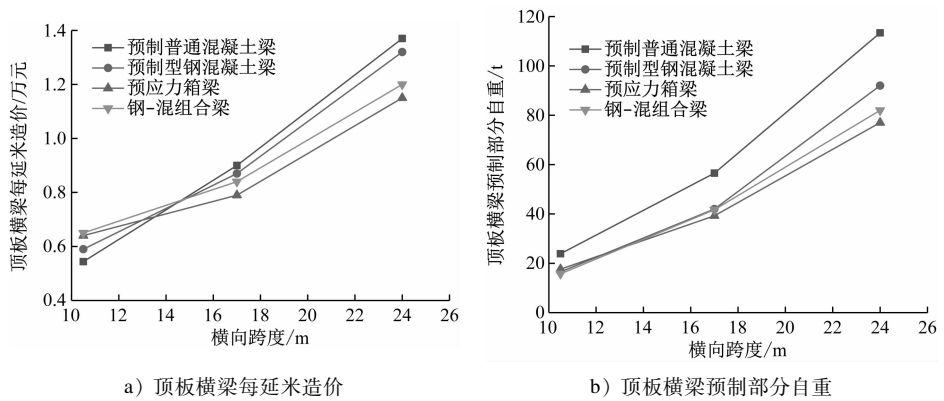 顶板横梁每延米造价/万元
1.4
1.2
1.0
0.8
0.6
0.4
预制普通混凝土梁
预制型钢混凝土梁
预应力箱梁
钢-混组合梁
10 12 14 16 18 20 22 24 26
横向跨度/m
a）顶板横梁每延米造价
顶板横梁预制部分自重/t
120
100
80
60
40
20
0
预制普通混凝土梁
预制型钢混凝土梁
预应力箱梁
钢-混组合梁
10 12 14 16 18 20 22 24 26
横向跨度/m
b）顶板横梁预制部分自重